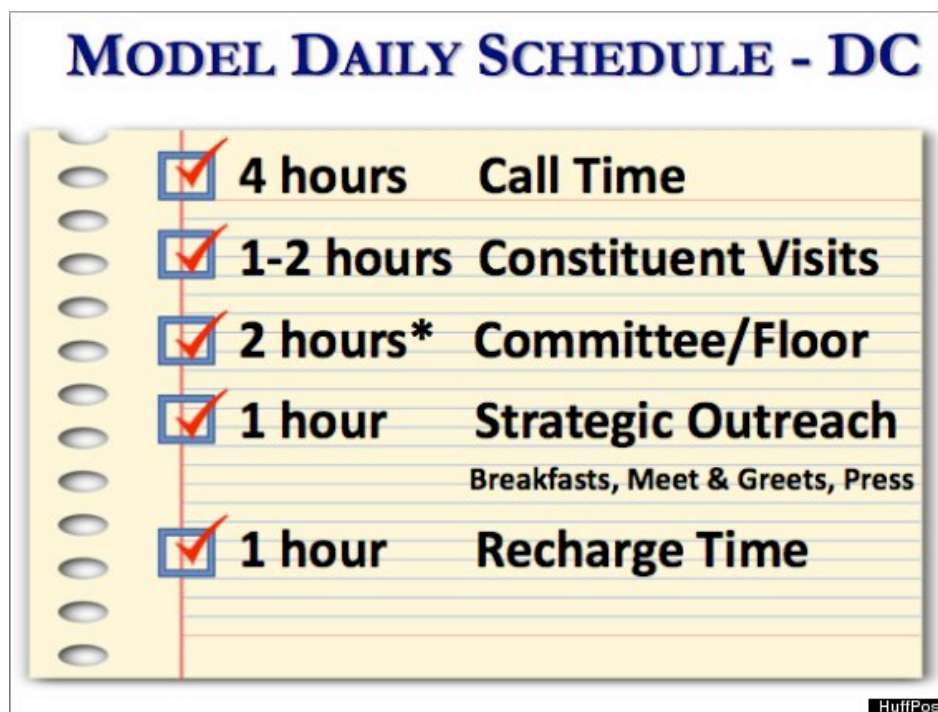 MODEL DAILY SCHEDULE - DC
4 hours Call Time
1-2 hours Constituent Visits
2 hours* Committee/Floor
1 hour Strategic Outreach
Breakfasts, Meet & Greets, Press
1 hour Recharge Time
HuffPos